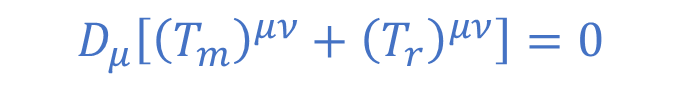 D_μ[(T_m)^{μν} + (T_r)^{μν}] = 0